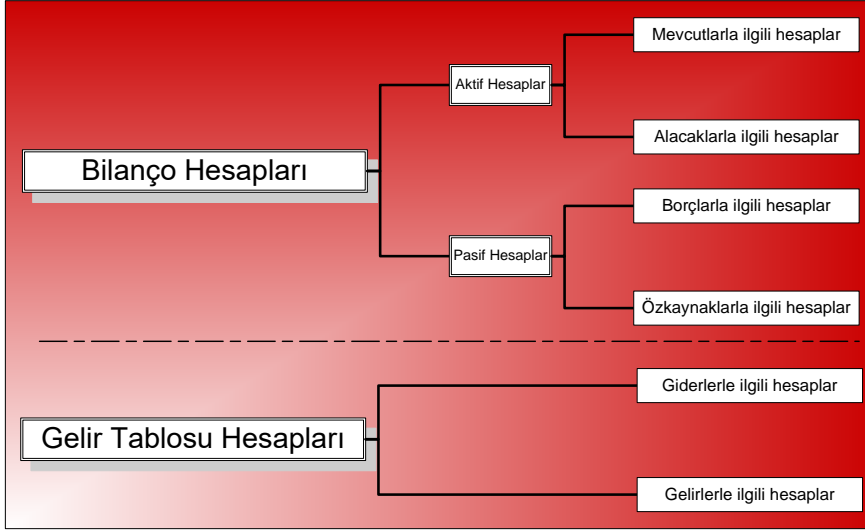 Mevcutlarla ilgili hesaplar
Aktif Hesaplar
Alacaklarla ilgili hesaplar
Bilanço Hesapları
Borçlarla ilgili hesaplar
Pasif Hesaplar
Özkaynaklarla ilgili hesaplar
Giderlerle ilgili hesaplar
Gelir Tablosu Hesapları
Gelirlerle ilgili hesaplar